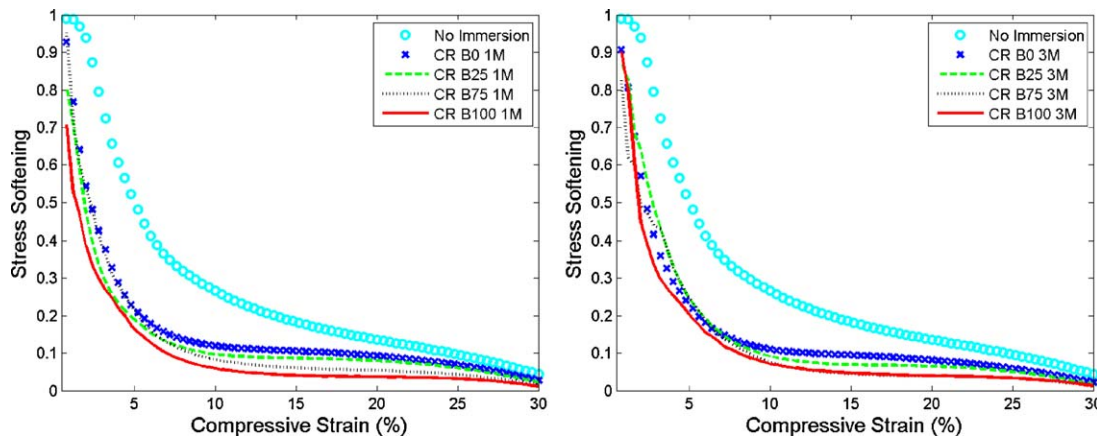 1
0.9
0.8
0.7
0.6
0.5
0.4
0.3
0.2
0.1
0
Stress Softening
5
10
15
20
25
30
Compressive Strain (%)
No Immersion
CR B0 1M
CR B25 1M
CR B75 1M
CR B100 1M
1
0.9
0.8
0.7
0.6
0.5
0.4
0.3
0.2
0.1
0
Stress Softening
5
10
15
20
25
30
Compressive Strain (%)
No Immersion
CR B0 3M
CR B25 3M
CR B75 3M
CR B100 3M